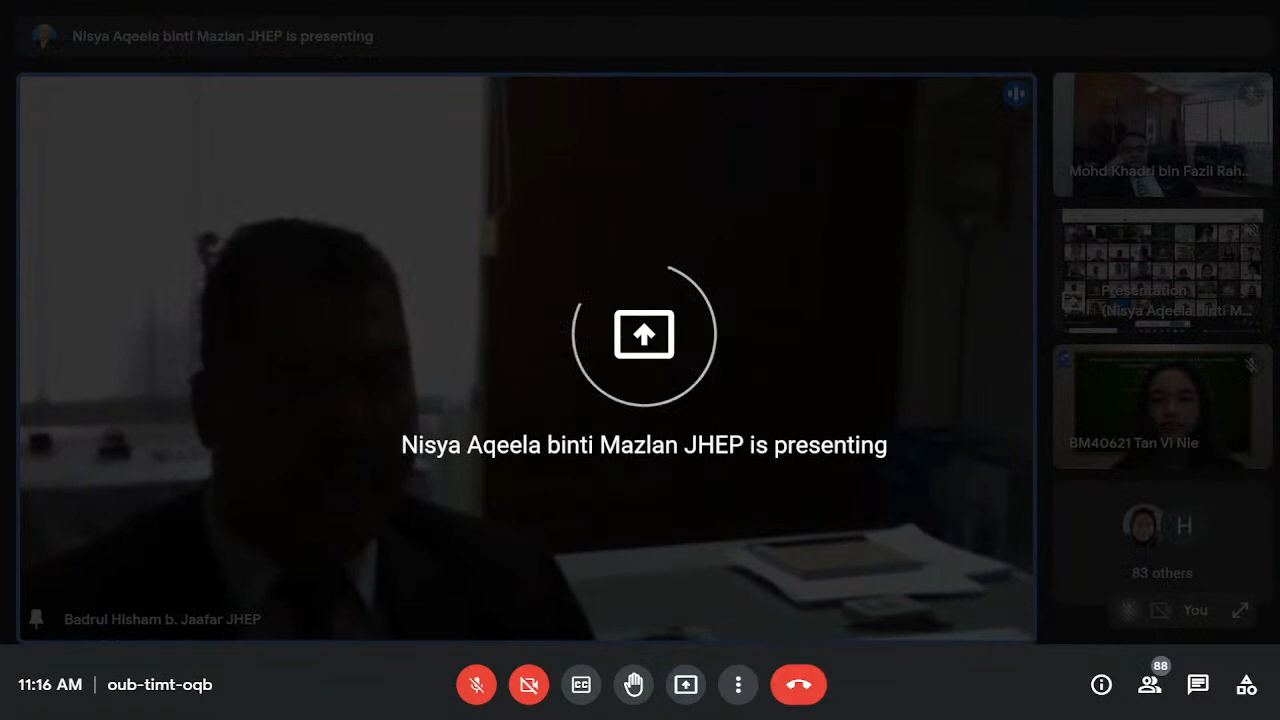 Nisya Aqeela binti Mazlan JHEP is presenting
Mohd Khadri bin Fazil Rah...
Presentation
(Nisya Aqeela binti M...
BM40621 Tan VI Nie
H
83 others
You
Nisya Aqeela binti Mazlan JHEP is presenting
Badrul Hisham b. Jaafar JHEP
11:16 AM | oub-timt-oqb
CC
88